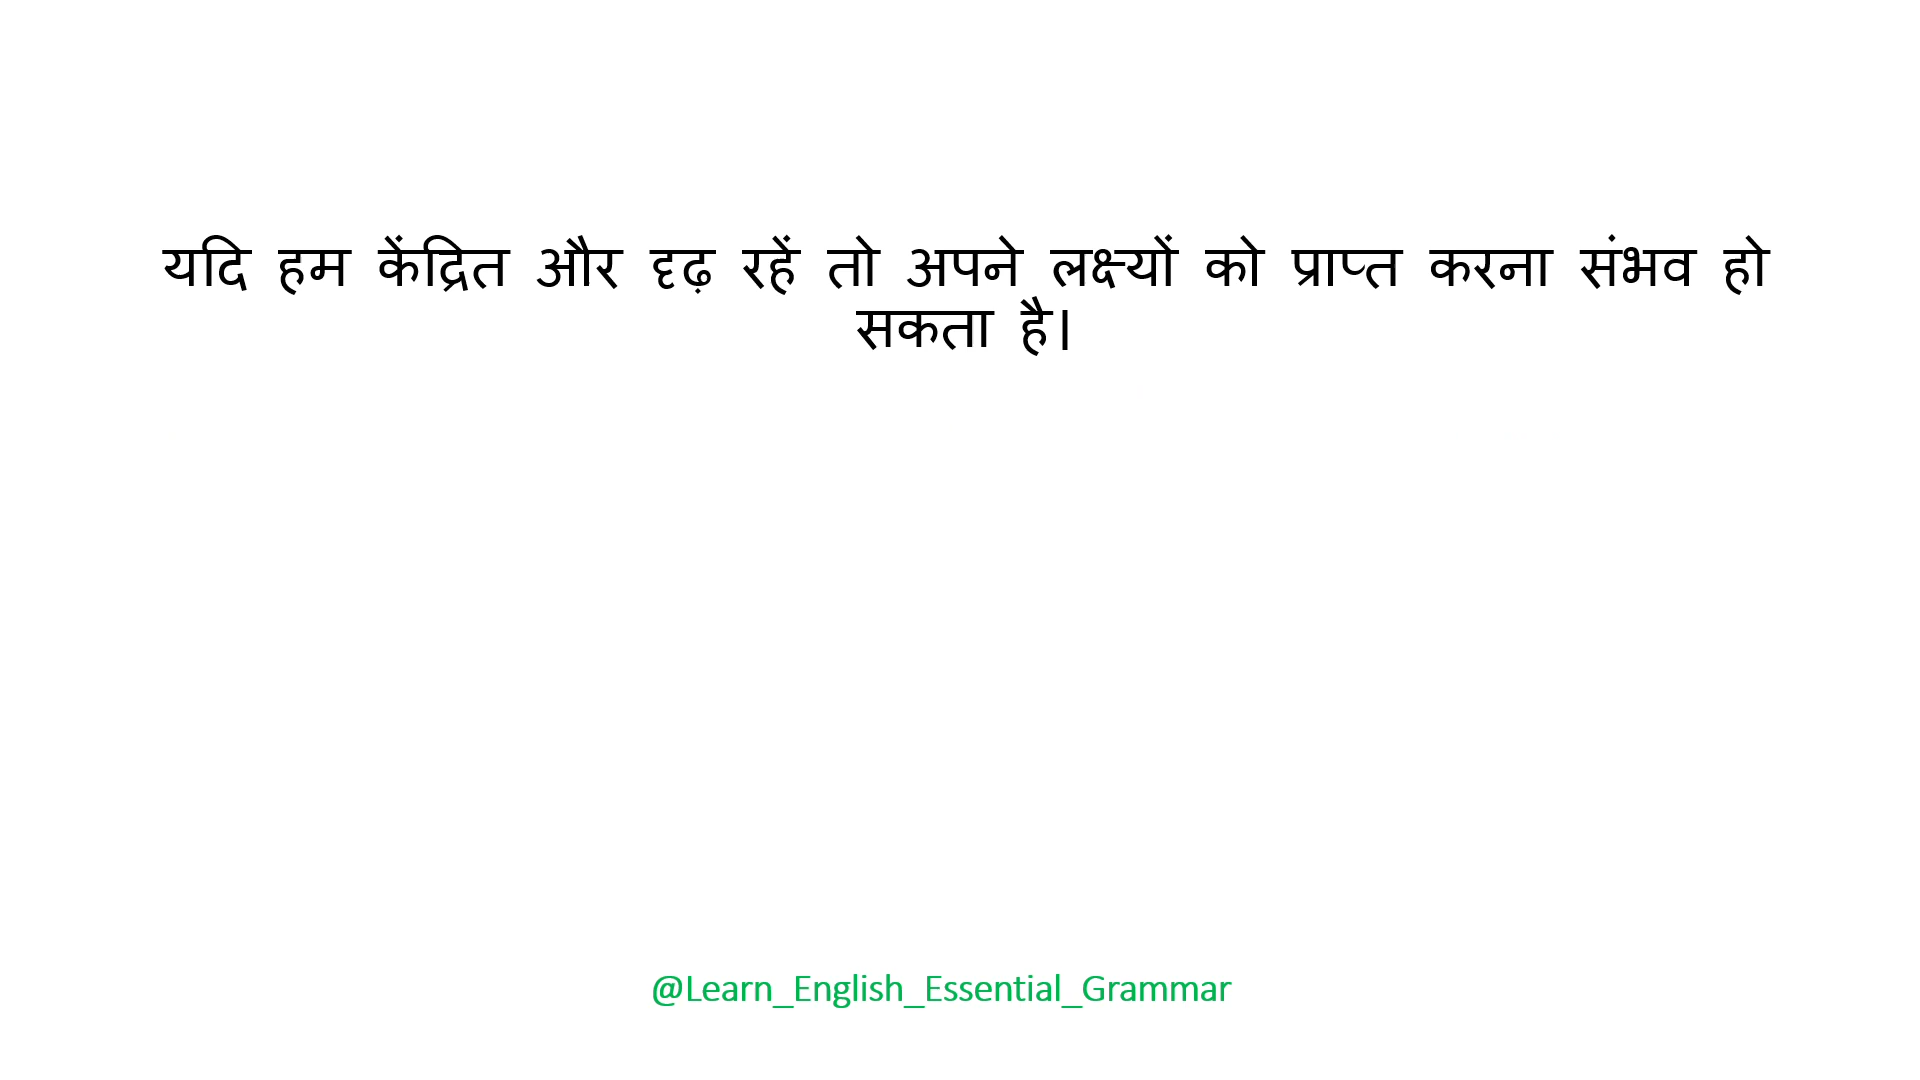 यदि हम केंद्रित और दृढ़ रहें तो अपने लक्ष्यों को प्राप्त करना संभव हो
सकता है।
@Learn_English_Essential_Grammar